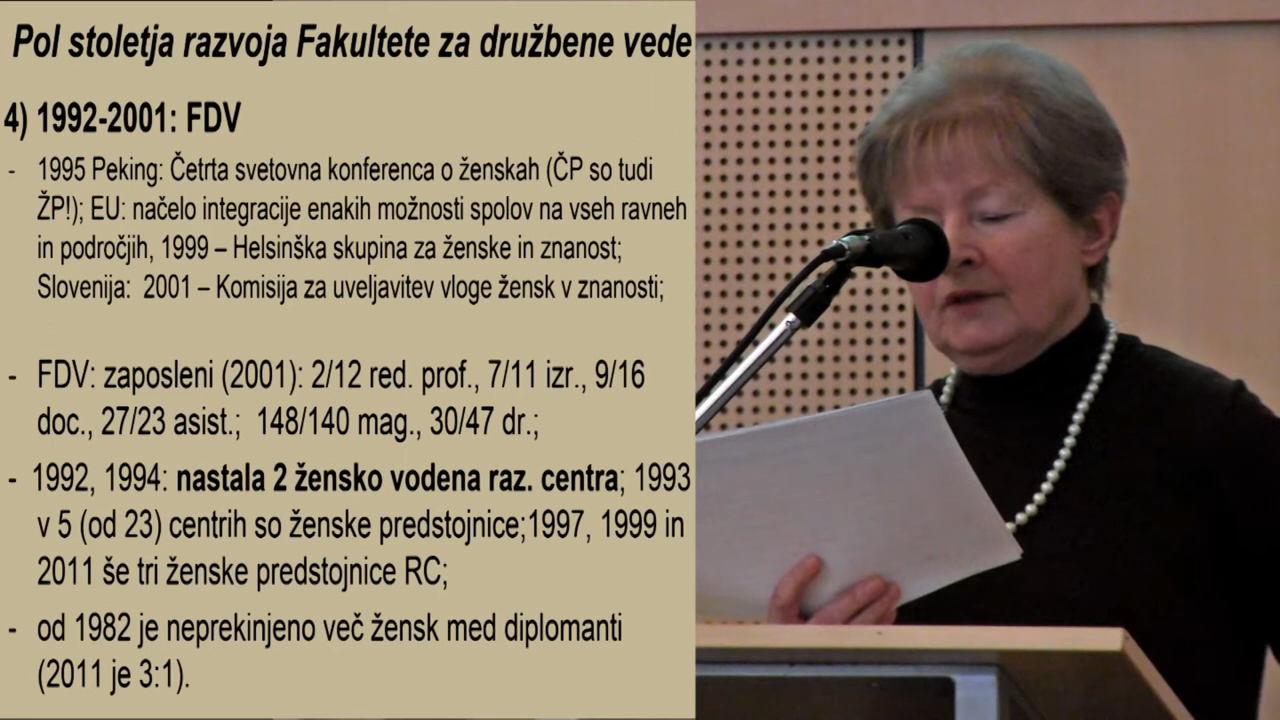 Pol stoletja razvoja Fakultete za družbene vede
4) 1992-2001: FDV
- 1995 Peking: Četrta svetovna konferenca o ženskah (ČP so tudi
ŽP!); EU: načelo integracije enakih možnosti spolov na vseh ravneh
in področjih, 1999 – Helsinška skupina za ženske in znanost;
Slovenija: 2001 – Komisija za uveljavitev vloge žensk v znanosti;
- FDV: zaposleni (2001): 2/12 red. prof., 7/11 izr., 9/16
doc., 27/23 asist.; 148/140 mag., 30/47 dr.;
- 1992, 1994: nastala 2 žensko vodena raz. centra; 1993
v 5 (od 23) centrih so ženske predstojnice;1997, 1999 in
2011 še tri ženske predstojnice RC;
- od 1982 je neprekinjeno več žensk med diplomanti
(2011 je 3:1).